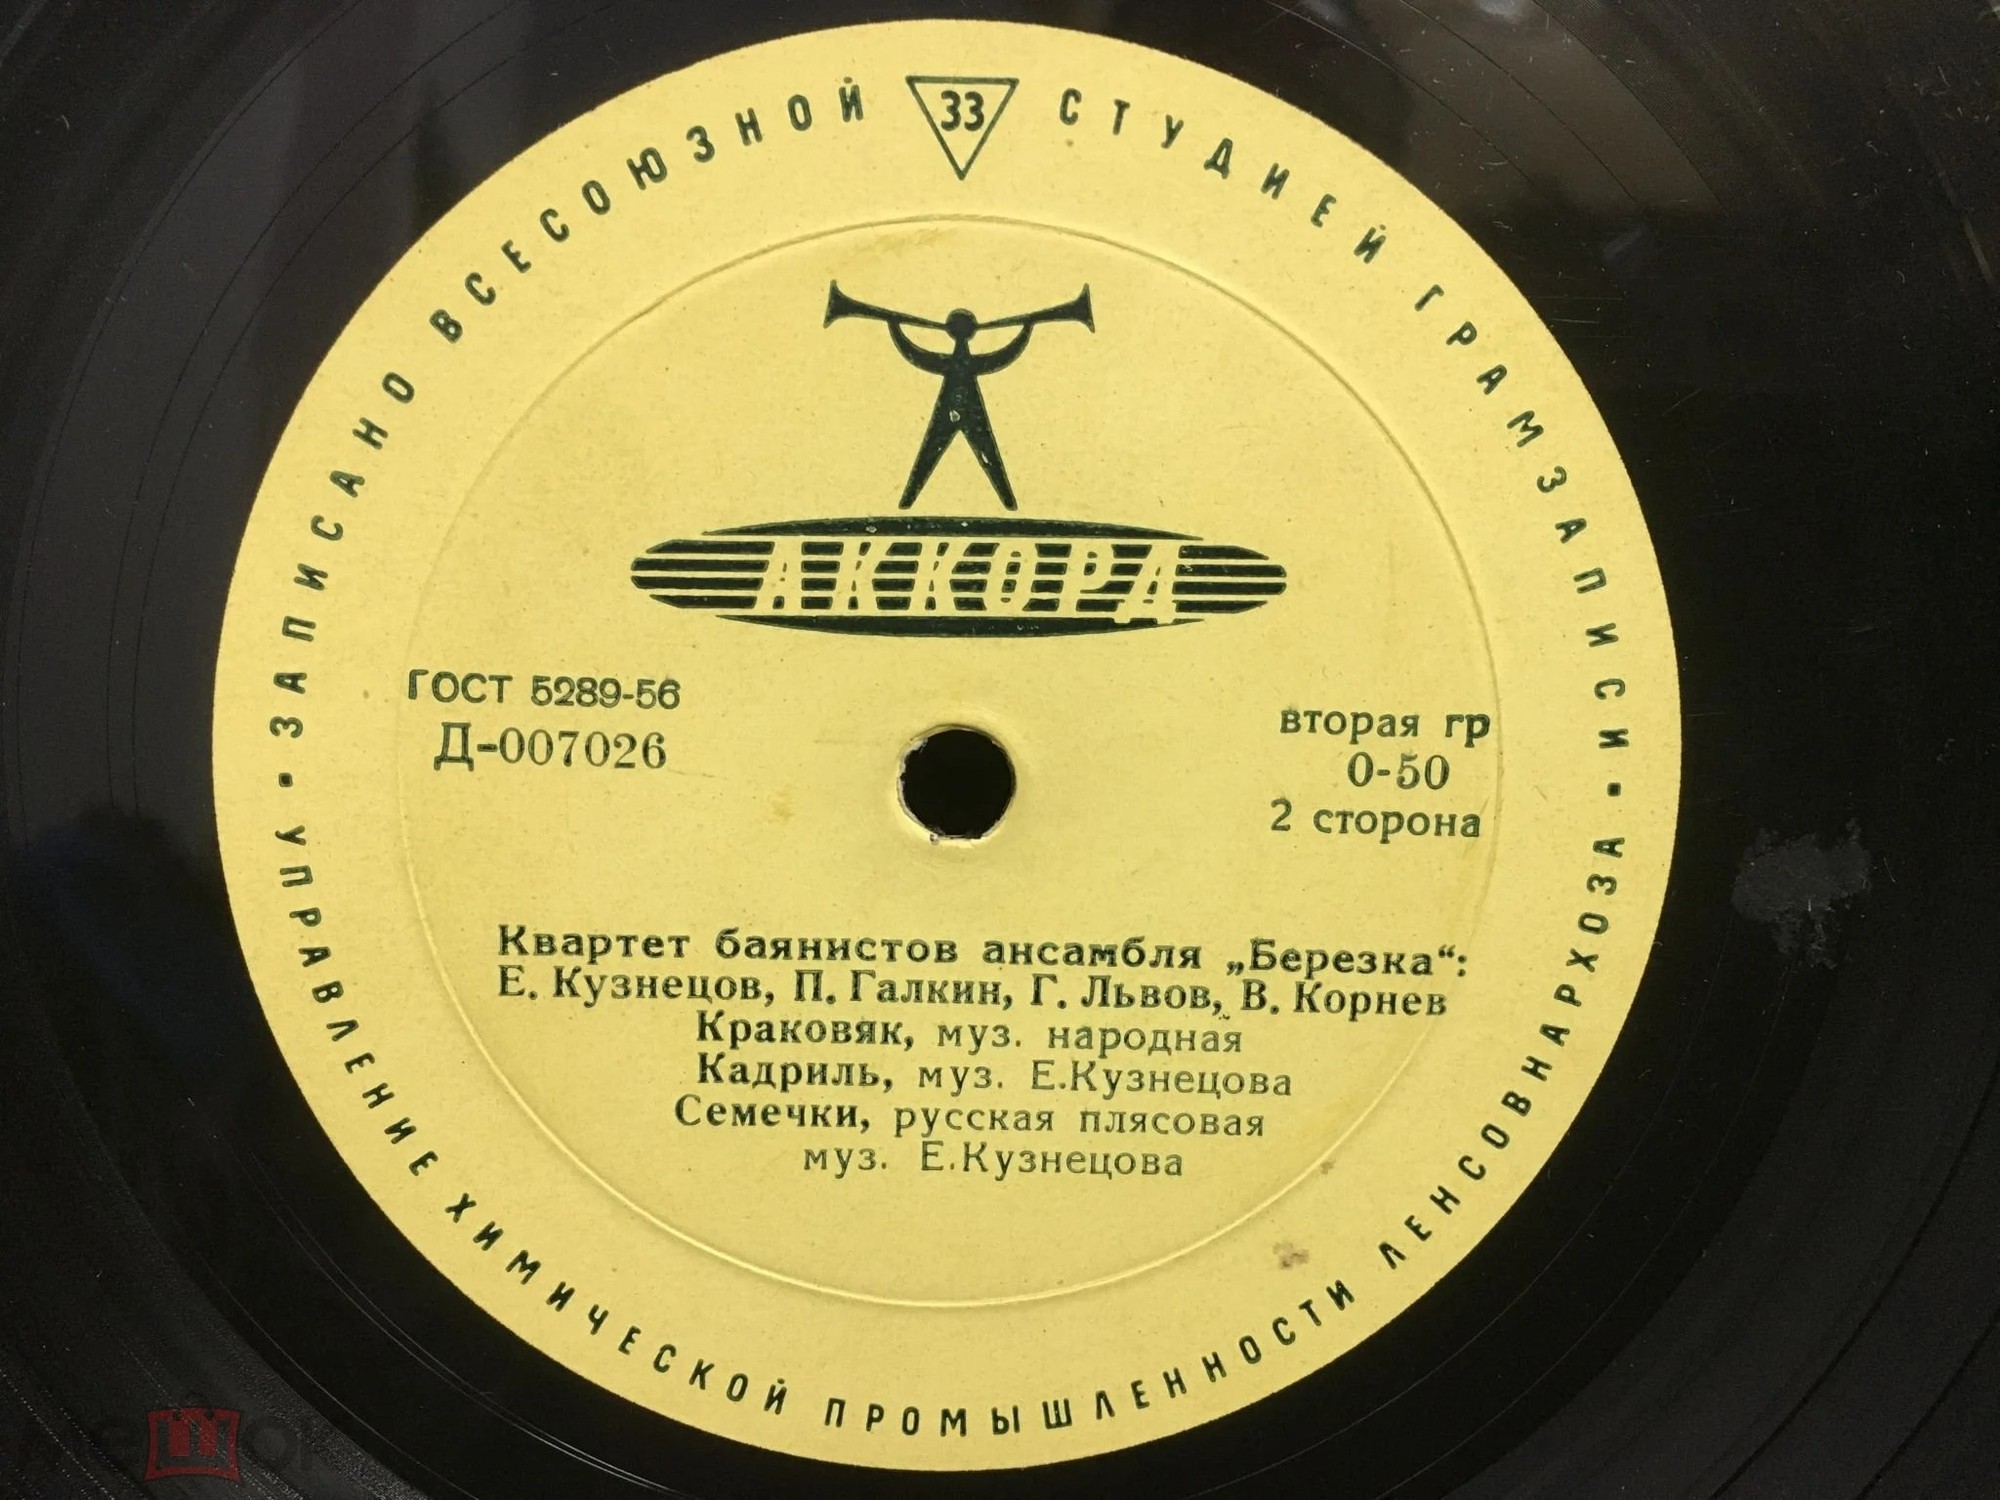 ЗАПИСАНО ВСЕСОЮЗНОЙ 33 СТУДИЕЙ ГРАМЗАПИСИ
АККОРД
ГОСТ 5289-56
Д-007026
вторая гр
0-50
2 сторона
Квартет баянистов ансамбля „Березка“:
Е. Кузнецов, П. Галкин, Г. Львов, В. Корнев
Краковяк, муз. народная
Кадриль, муз. Е.Кузнецова
Семечки, русская плясовая
муз. Е.Кузнецова
УПРАВЛЕНИЕ ХИМИЧЕСКОЙ ПРОМЫШЛЕННОСТИ ЛЕНСОВНАРХОЗА